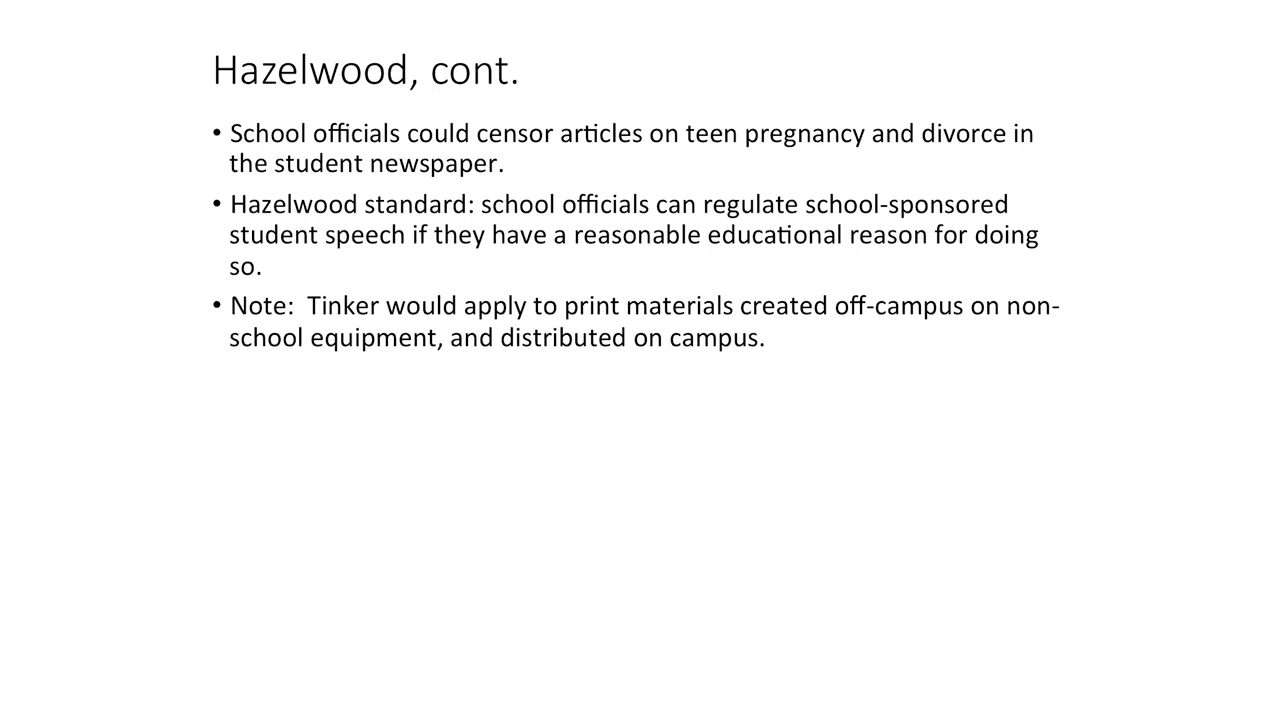 Hazelwood, cont.
• School officials could censor articles on teen pregnancy and divorce in
the student newspaper.
• Hazelwood standard: school officials can regulate school-sponsored
student speech if they have a reasonable educational reason for doing
so.
• Note:  Tinker would apply to print materials created off-campus on non-
school equipment, and distributed on campus.